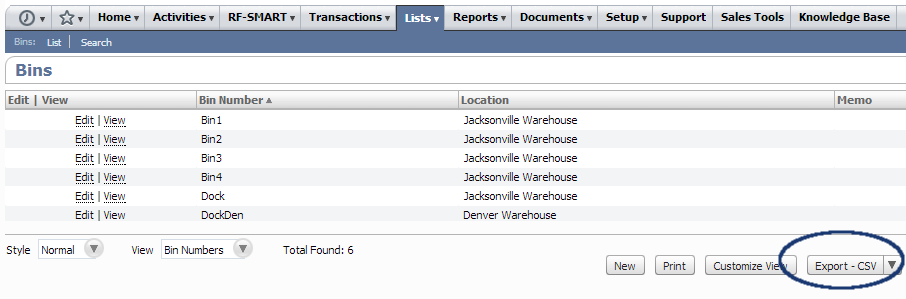 Home Activities RF-SMART Transactions Lists Reports Documents Setup Support Sales Tools Knowledge Base
Bins: List Search
Bins
Edit | View Bin Number Location Memo
Edit | View Bin1 Jacksonville Warehouse
Edit | View Bin2 Jacksonville Warehouse
Edit | View Bin3 Jacksonville Warehouse
Edit | View Bin4 Jacksonville Warehouse
Edit | View Dock Jacksonville Warehouse
Edit | View DockDen Denver Warehouse
Style Normal View Bin Numbers Total Found: 6
New Print Customize View Export - CSV